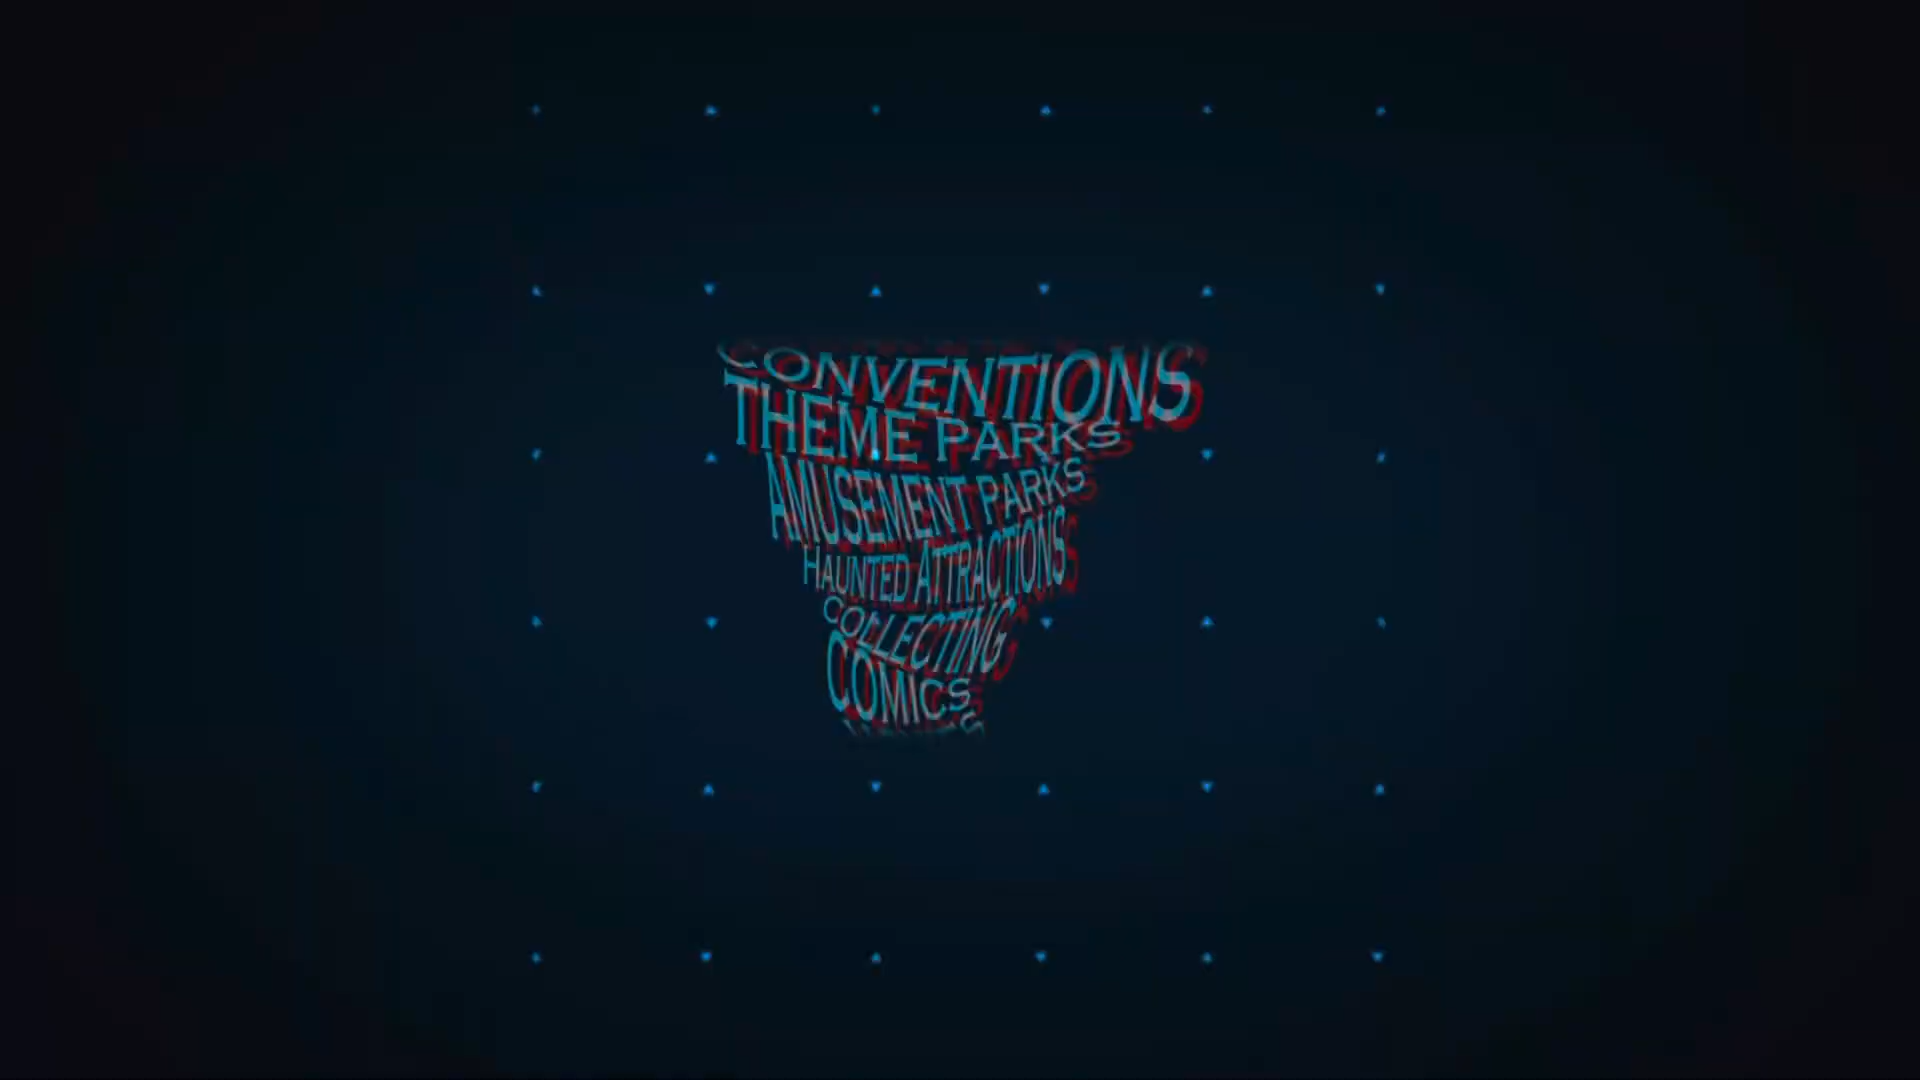 CONVENTIONS
THEME PARKS
AMUSEMENT PARKS
HAUNTED ATTRACTIONS
COLLECTING
COMICS